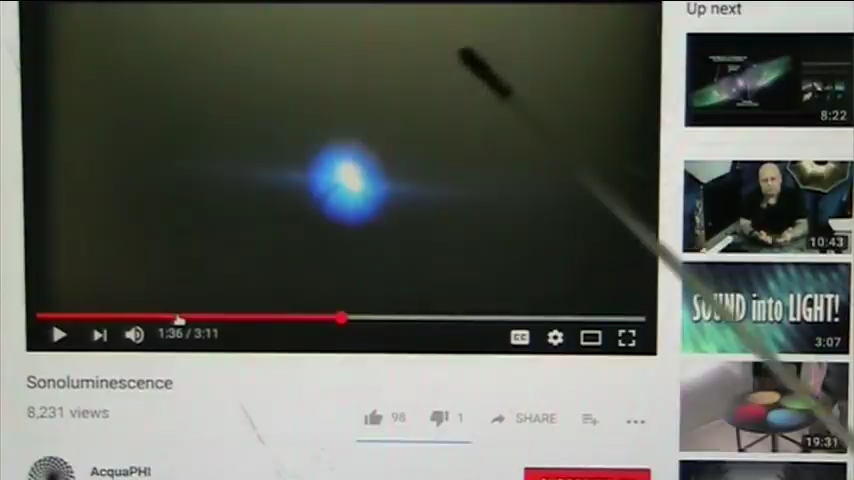 Up next
8:22
10:43
SOUND into LIGHT!
3:07
19:31
1:36 / 3:11
CC
Sonoluminescence
8,231 views
98
1
SHARE
AcquaPHI